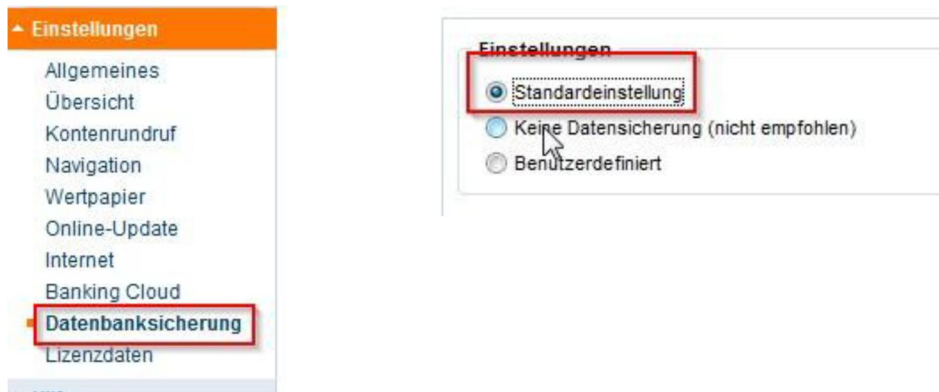 Einstellungen
Allgemeines
Übersicht
Kontenrundruf
Navigation
Wertpapier
Online-Update
Internet
Banking Cloud
Datenbanksicherung
Lizenzdaten
Einstellungen
Standardeinstellung
Keine Datensicherung (nicht empfohlen)
Benutzerdefiniert